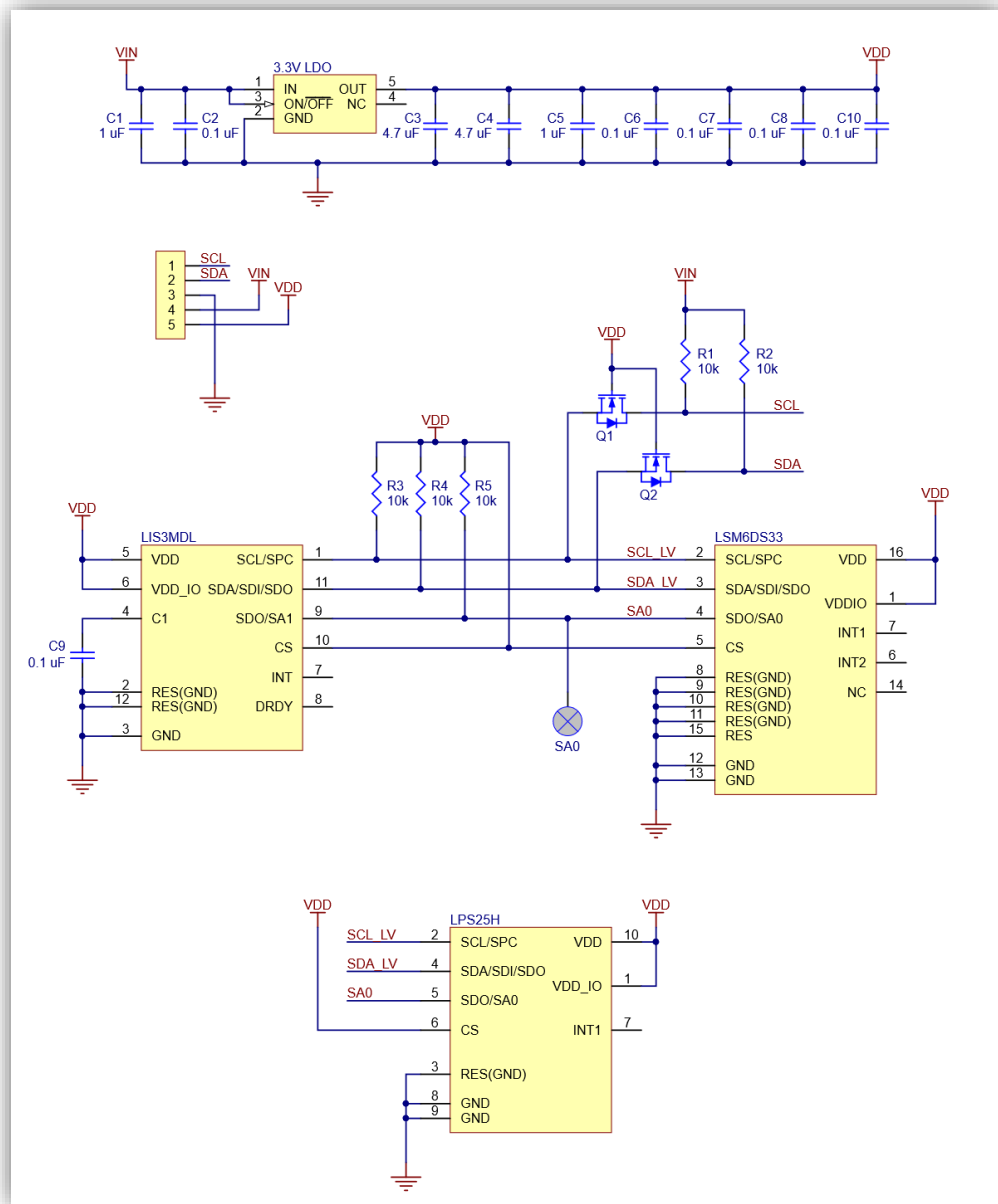 VIN
3.3V LDO
VDD
1 IN OUT 5
3 ON/OFF NC 4
2 GND
C1
1 uF
C2
0.1 uF
C3
4.7 uF
C4
4.7 uF
C5
1 uF
C6
0.1 uF
C7
0.1 uF
C8
0.1 uF
C10
0.1 uF
1 SCL
2 SDA
3
4
5
VIN
VDD
VIN
VDD
R1
10k
R2
10k
SCL
Q1
SDA
Q2
VDD
R3
10k
R4
10k
R5
10k
VDD
LIS3MDL
5 VDD SCL/SPC 1
6 VDD_IO SDA/SDI/SDO 11
4 C1 SDO/SA1 9
CS 10
C9
0.1 uF
INT 7
2 RES(GND)
12 RES(GND) DRDY 8
3 GND
SCL_LV
SDA_LV
SA0
SA0
VDD
LSM6DS33
2 SCL/SPC VDD 16
3 SDA/SDI/SDO
VDDIO 1
4 SDO/SA0
INT1 7
5 CS
INT2 6
8 RES(GND)
9 RES(GND) NC 14
10 RES(GND)
11 RES(GND)
15 RES
12 GND
13 GND
VDD
VDD
LPS25H
SCL_LV 2 SCL/SPC VDD 10
SDA_LV 4 SDA/SDI/SDO
VDD_IO 1
SA0 5 SDO/SA0
6 CS INT1 7
3 RES(GND)
8 GND
9 GND